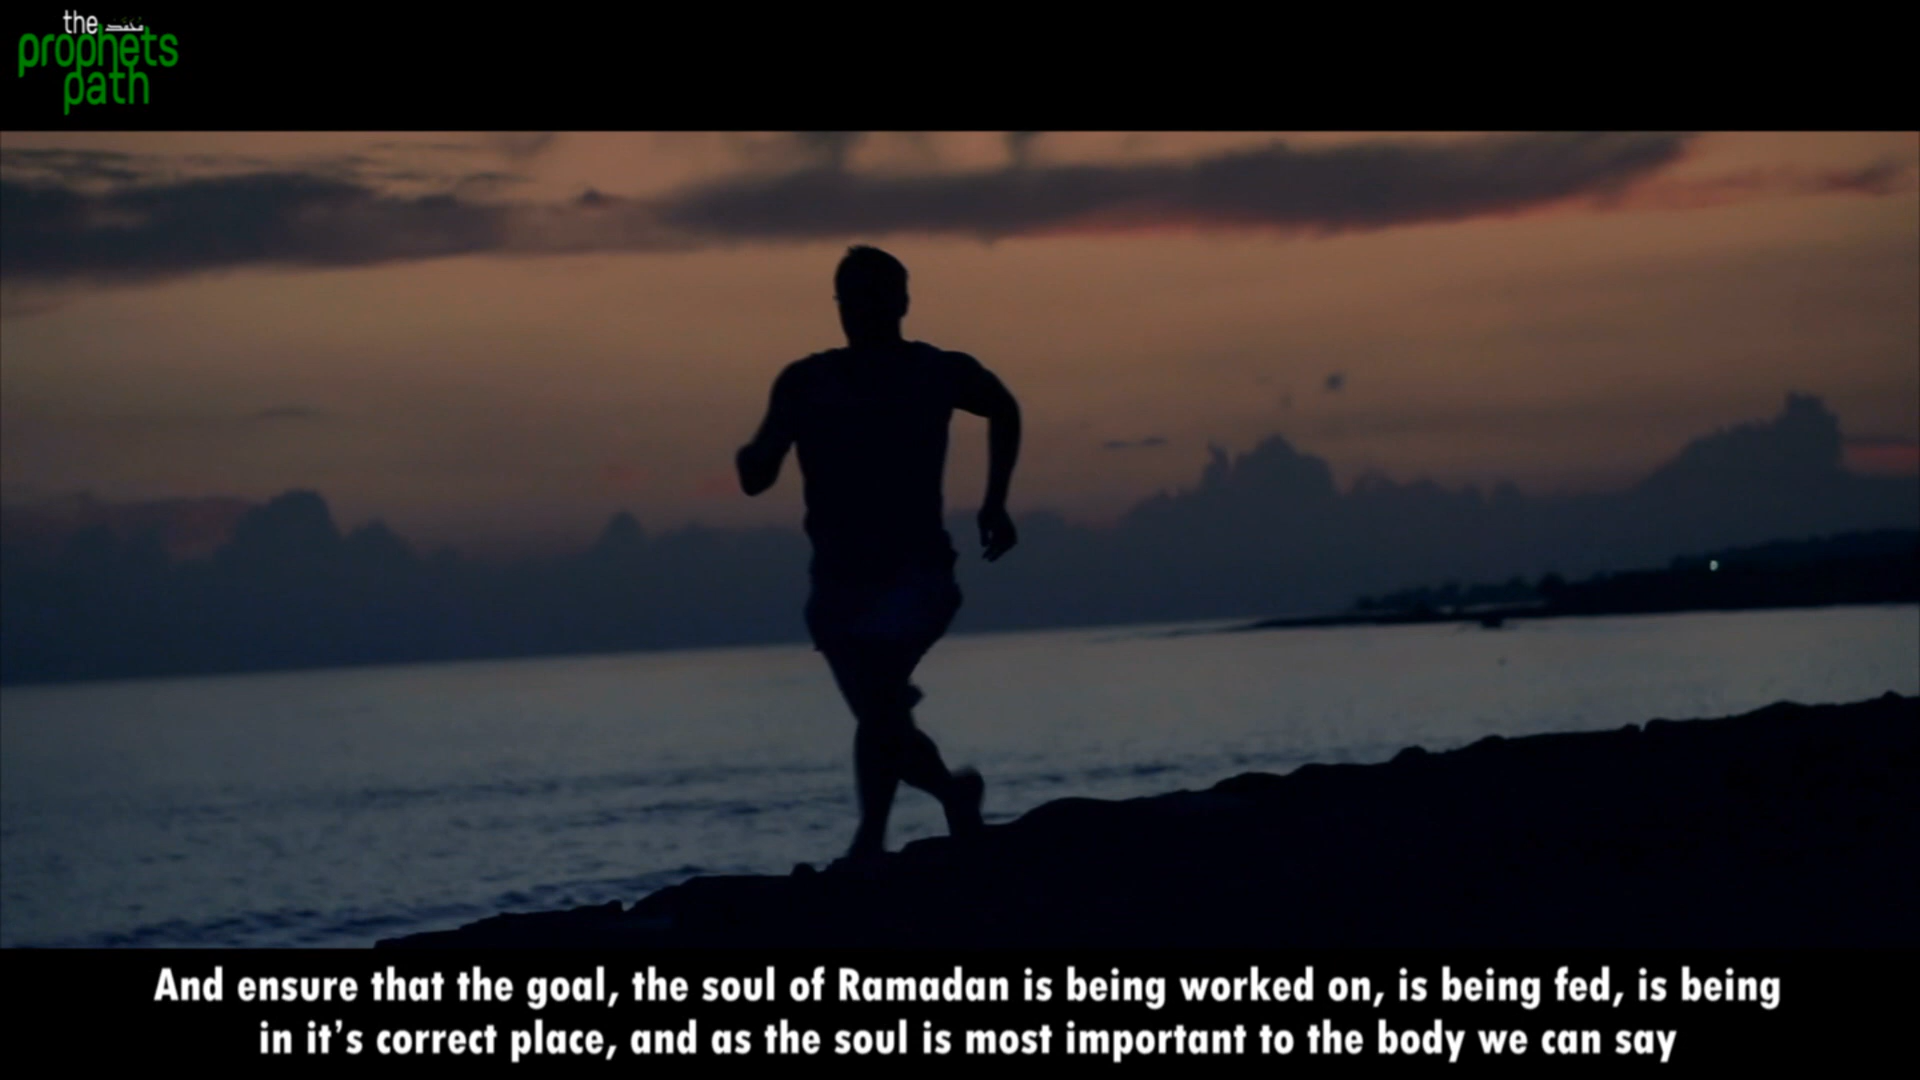 the محمد
prophets
path
And ensure that the goal, the soul of Ramadan is being worked on, is being fed, is being
in it’s correct place, and as the soul is most important to the body we can say